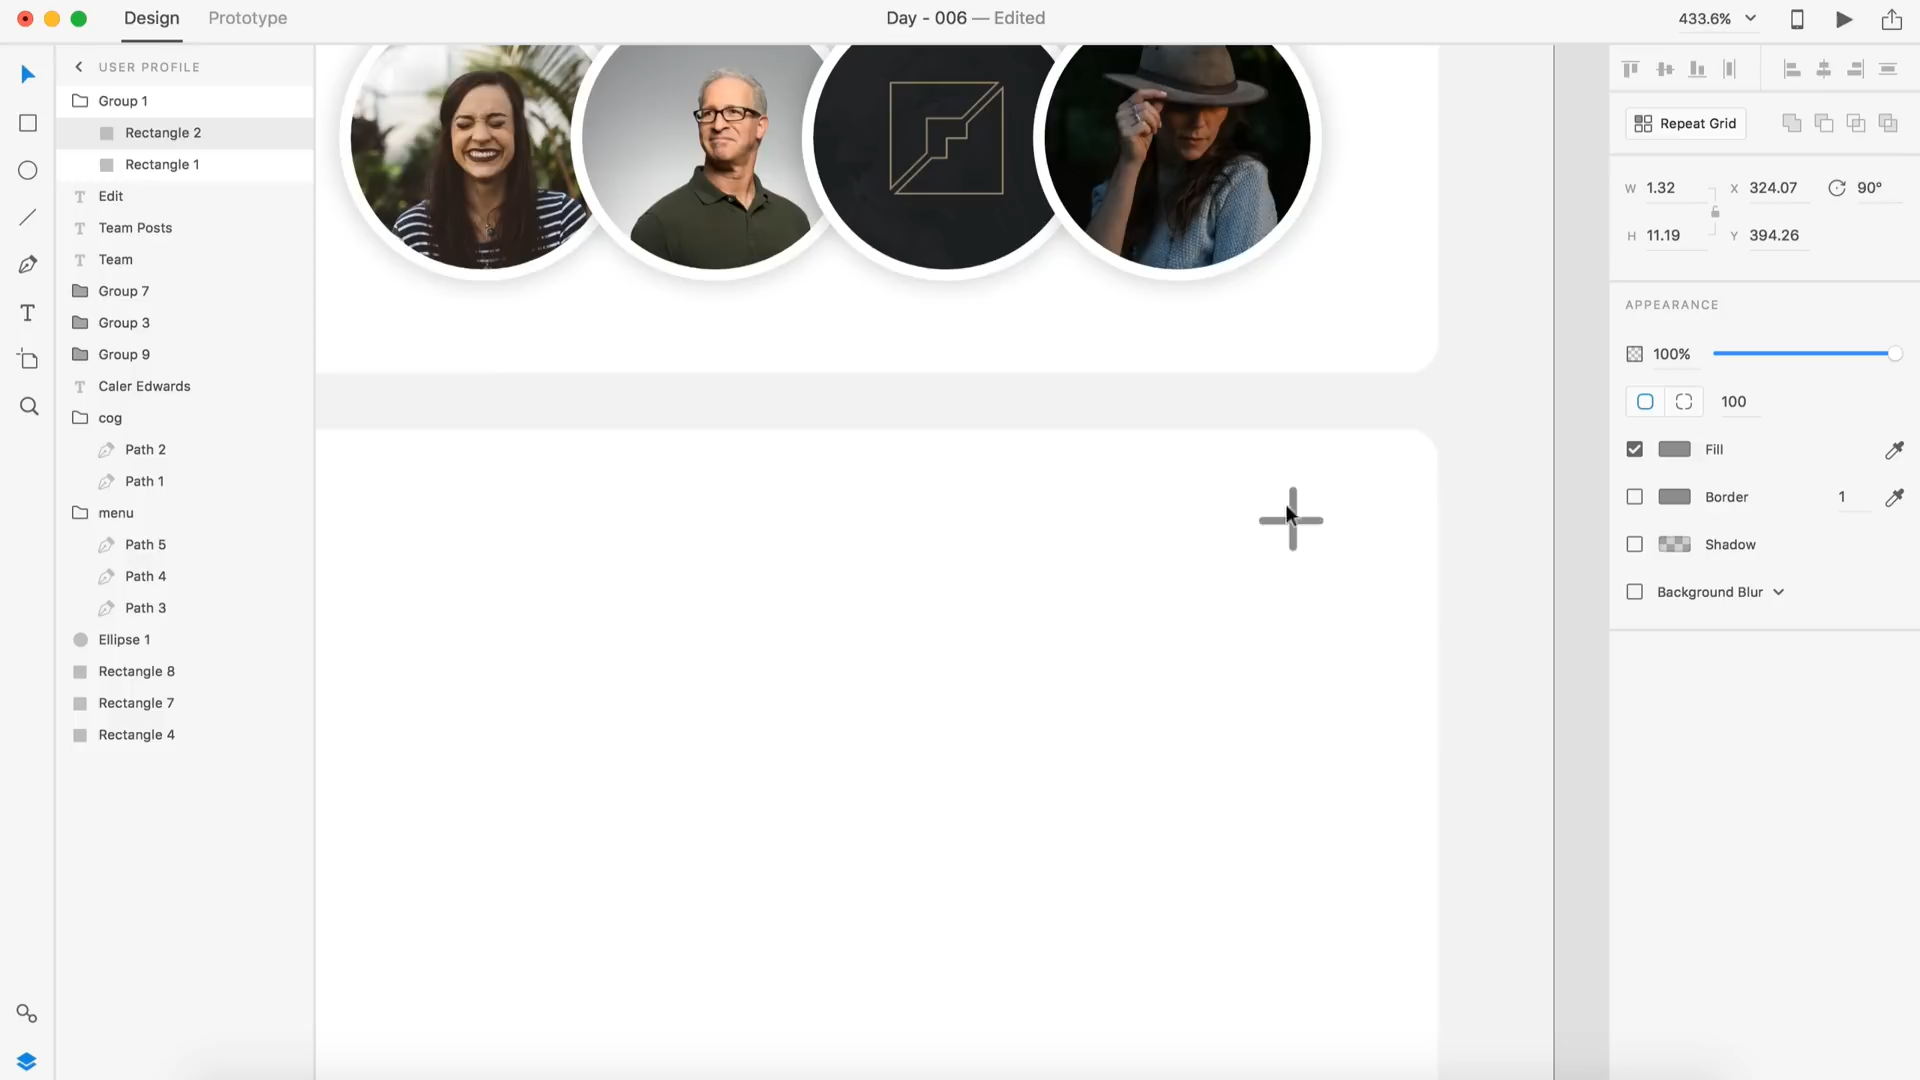 Design
Prototype
Day - 006 — Edited
433.6%
USER PROFILE
Group 1
Rectangle 2
Rectangle 1
Edit
Team Posts
Team
Group 7
Group 3
Group 9
Caler Edwards
cog
Path 2
Path 1
menu
Path 5
Path 4
Path 3
Ellipse 1
Rectangle 8
Rectangle 7
Rectangle 4
Repeat Grid
W 1.32 X 324.07 90°
H 11.19 Y 394.26
APPEARANCE
100%
100
Fill
Border 1
Shadow
Background Blur